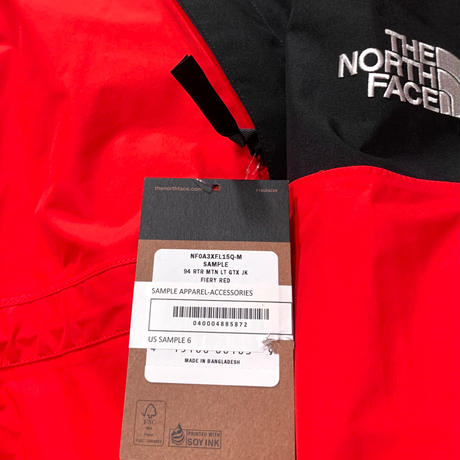 THE
NORTH
FACE
thenorthface.com
NF0A3XFL15Q-M
SAMPLE
94 RTR MTN LT GTX JK
FIERY RED
SAMPLE APPAREL-ACCESSORIES
040004885872
US SAMPLE 6
MADE IN BANGLADESH
FSC
PRINTED WITH
SOY INK